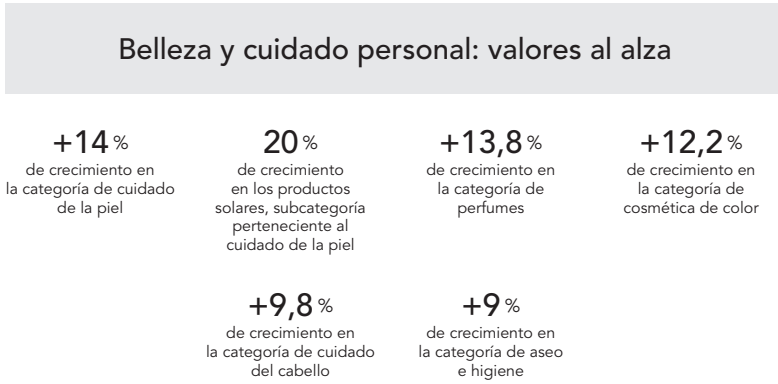 Belleza y cuidado personal: valores al alza
+14 %
de crecimiento en
la categoría de cuidado
de la piel
20 %
de crecimiento
en los productos
solares, subcategoría
perteneciente al
cuidado de la piel
+13,8 %
de crecimiento en
la categoría de
perfumes
+12,2 %
de crecimiento en
la categoría de
cosmética de color
+9,8 %
de crecimiento en
la categoría de cuidado
del cabello
+9 %
de crecimiento en
la categoría de aseo
e higiene